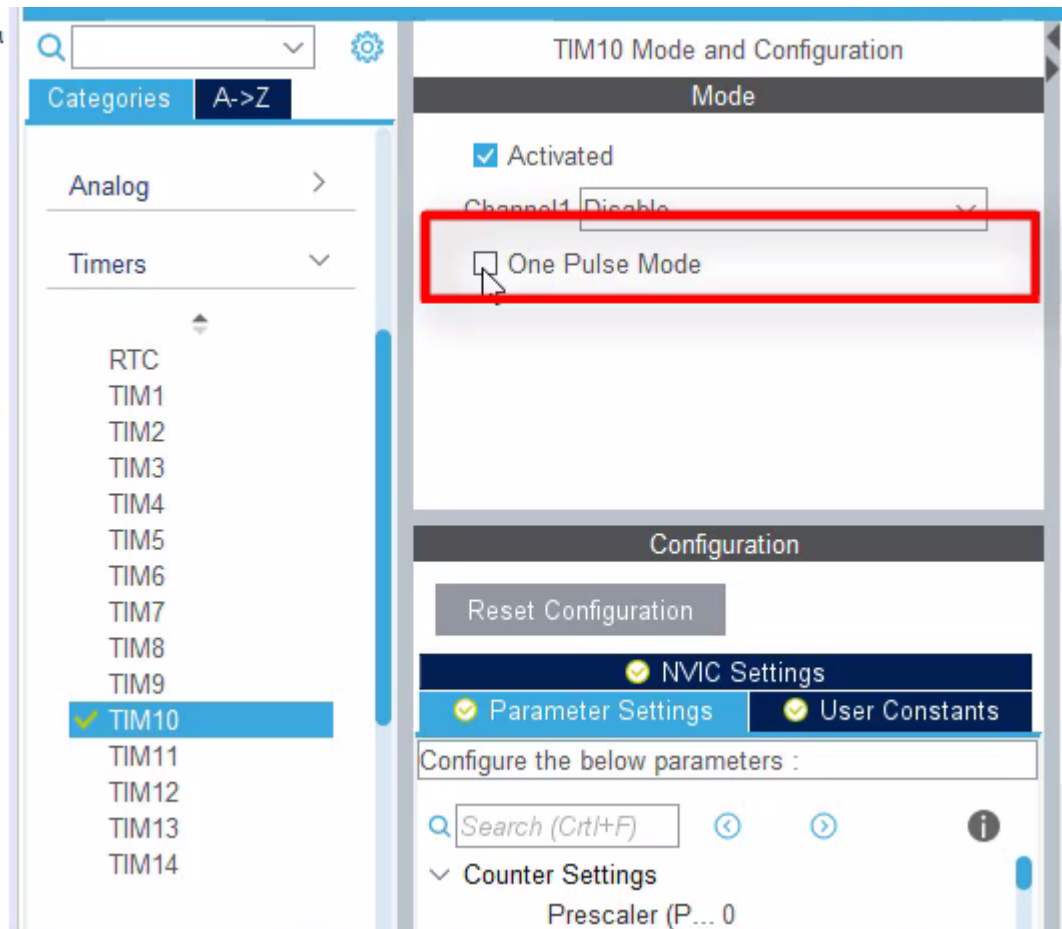 TIM10 Mode and Configuration
Categories
A->Z
Mode
Activated
Analog
Channel1 Disable
Timers
One Pulse Mode
RTC
TIM1
TIM2
TIM3
TIM4
TIM5
TIM6
TIM7
TIM8
TIM9
TIM10
TIM11
TIM12
TIM13
TIM14
Configuration
Reset Configuration
NVIC Settings
Parameter Settings
User Constants
Configure the below parameters :
Search (Crtl+F)
Counter Settings
Prescaler (P... 0